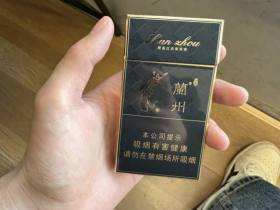 Lan zhou
蘭州
本公司提示
吸烟有害健康
请勿在禁烟场所吸烟